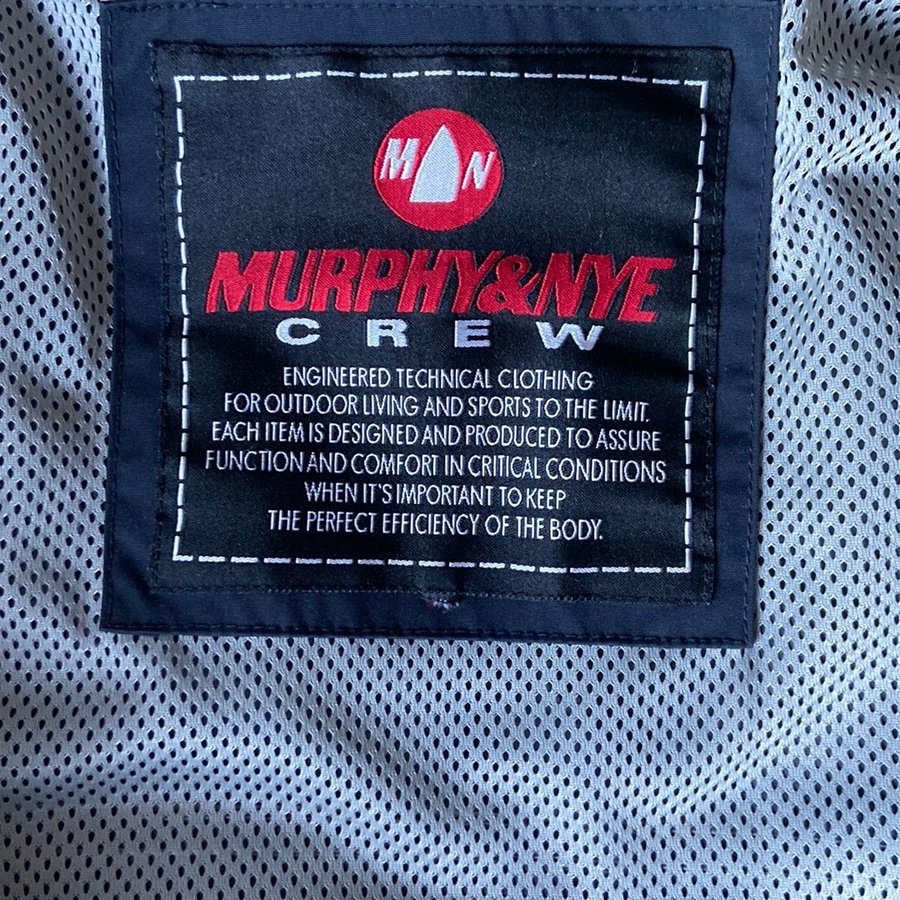 M N
MURPHY&NYE
CREW
ENGINEERED TECHNICAL CLOTHING
FOR OUTDOOR LIVING AND SPORTS TO THE LIMIT.
EACH ITEM IS DESIGNED AND PRODUCED TO ASSURE
FUNCTION AND COMFORT IN CRITICAL CONDITIONS
WHEN IT'S IMPORTANT TO KEEP
THE PERFECT EFFICIENCY OF THE BODY.